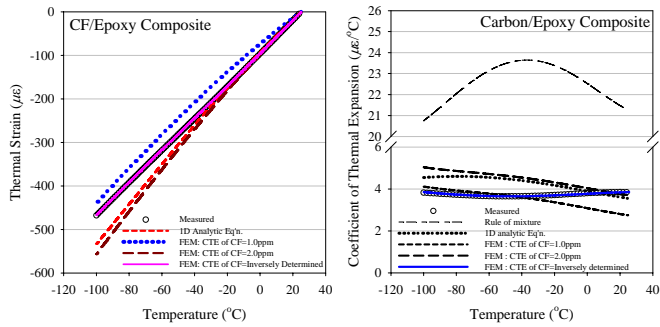 CF/Epoxy Composite
Thermal Strain (με)
0
-100
-200
-300
-400
-500
-600
Measured
1D Analytic Eq'n.
FEM: CTE of CF=1.0ppm
FEM: CTE of CF=2.0ppm
FEM: CTE of CF=Inversely Determined
-120 -100 -80 -60 -40 -20 0 20 40
Temperature (°C)
Carbon/Epoxy Composite
Coefficient of Thermal Expansion (με/°C)
24
23
22
21
20
6
4
2
0
Measured
Rule of mixture
1D analytic Eq'n.
FEM : CTE of CF=1.0ppm
FEM : CTE of CF=2.0ppm
FEM : CTE of CF=Inversely determined
-120 -100 -80 -60 -40 -20 0 20 40
Temperature (°C)